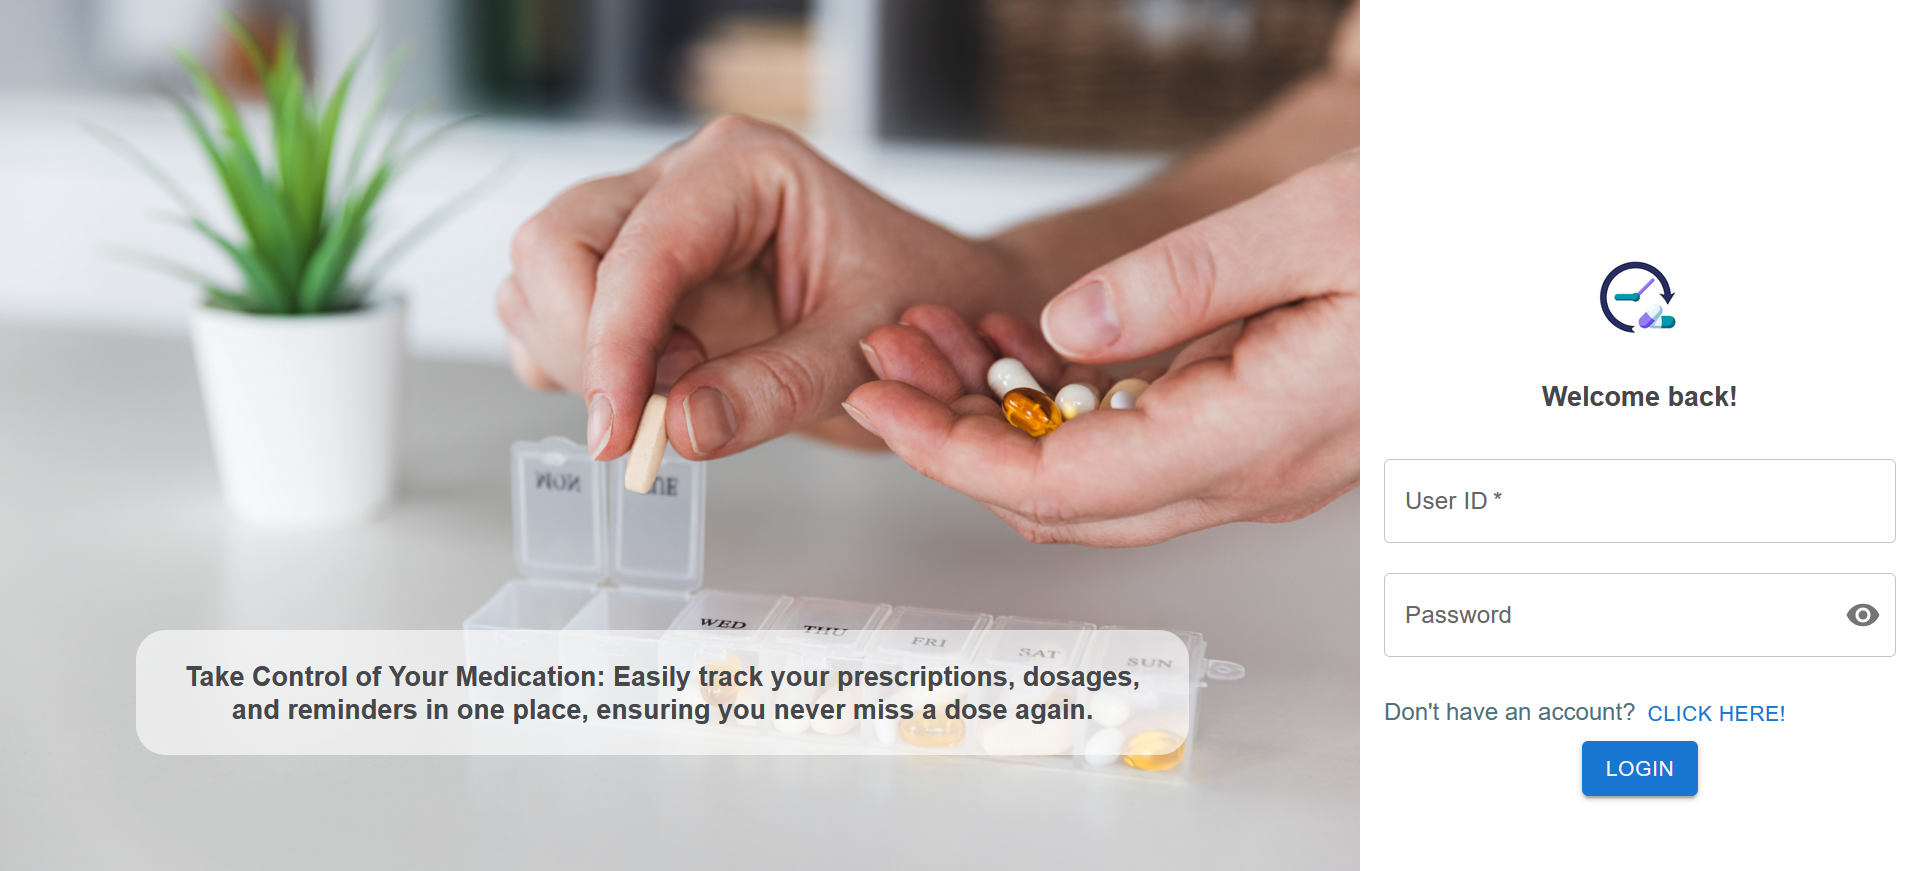 MON
UE
WED
THU
FRI
SAT
SUN
Take Control of Your Medication: Easily track your prescriptions, dosages,
and reminders in one place, ensuring you never miss a dose again.
Welcome back!
User ID *
Password
Don't have an account? CLICK HERE!
LOGIN